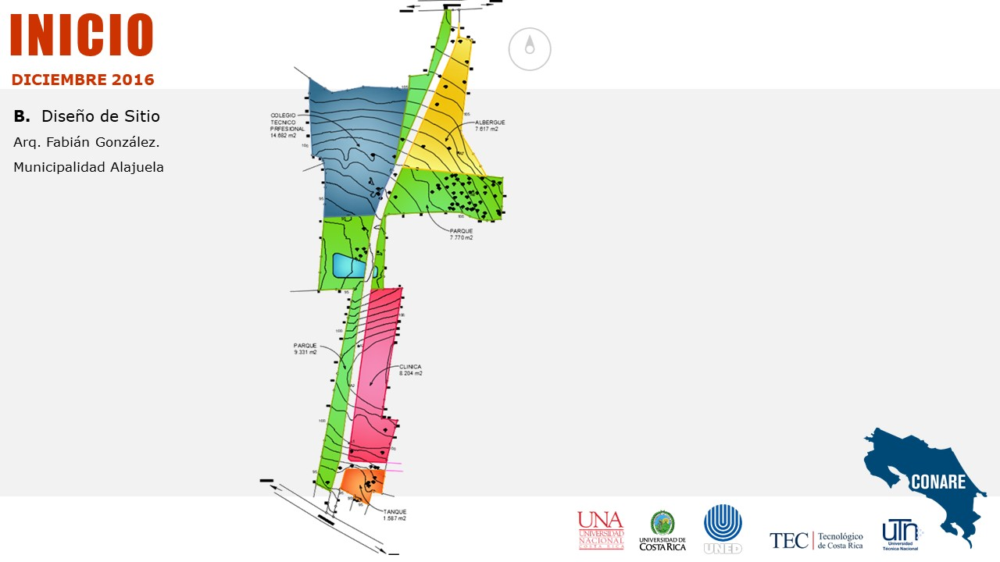 INICIO
DICIEMBRE 2016
B. Diseño de Sitio
Arq. Fabián González.
Municipalidad Alajuela
COLEGIO
TECNICO
PRFESIONAL
14.682 m2
ALBERGUE
7.617 m2
PARQUE
7.770 m2
PARQUE
9.331 m2
CLINICA
8.204 m2
TANQUE
1.587 m2
CONARE
UNA
UNIVERSIDAD
NACIONAL
COSTA RICA
UNIVERSIDAD DE
COSTA RICA
UNED
TEC | Tecnológico
de Costa Rica
UTN
Universidad
Técnica Nacional